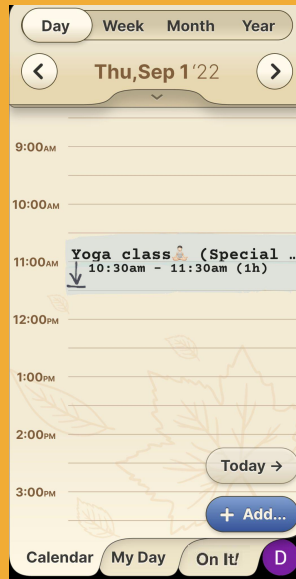 Day Week Month Year
Thu,Sep 1 '22
9:00AM
10:00AM
Yoga class🧘🏻 (Special …
11:00AM 10:30am - 11:30am (1h)
12:00PM
1:00PM
2:00PM
Today →
3:00PM
+ Add...
Calendar My Day On It! D